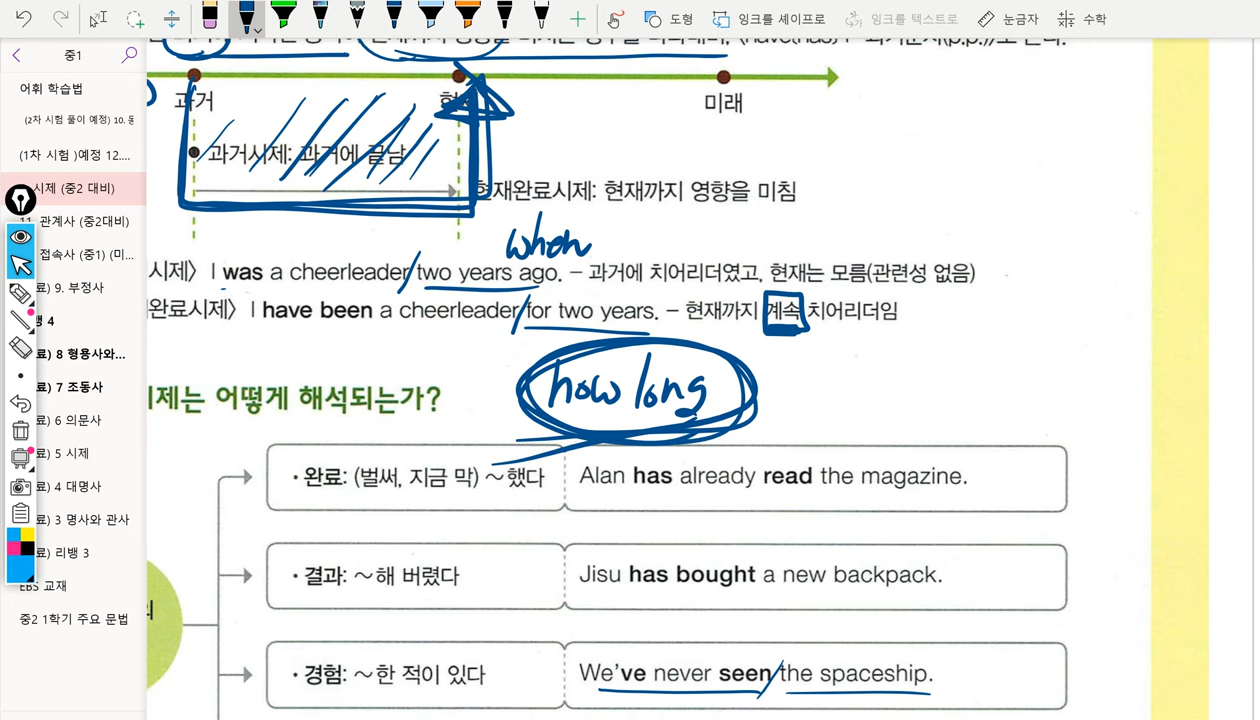 도형
잉크를 셰이프로
잉크를 텍스트로
눈금자
수학
중1
어휘 학습법
(2차 시험 풀이 예정) 10.
(1차 시험 )예정 12....
시제 (중2 대비)
관계사 (중2대비)
접속사 (중1) (미...
료) 9. 부정사
뱅 4
료) 8 형용사와...
료) 7 조동사
료) 6 의문사
료) 5 시제
료) 4 대명사
료) 3 명사와 관사
료) 리뱅 3
EBS 교재
중2 1학기 주요 문법
과거
현재
미래
과거시제: 과거에 끝남
현재완료시제: 현재까지 영향을 미침
when
시제〉 I was a cheerleader two years ago. – 과거에 치어리더였고, 현재는 모름(관련성 없음)
완료시제〉 I have been a cheerleader for two years. – 현재까지 계속 치어리더임
how long
제는 어떻게 해석되는가?
• 완료: (벌써, 지금 막) ~했다 Alan has already read the magazine.
• 결과: ~해 버렸다 Jisu has bought a new backpack.
• 경험: ~한 적이 있다 We've never seen the spaceship.